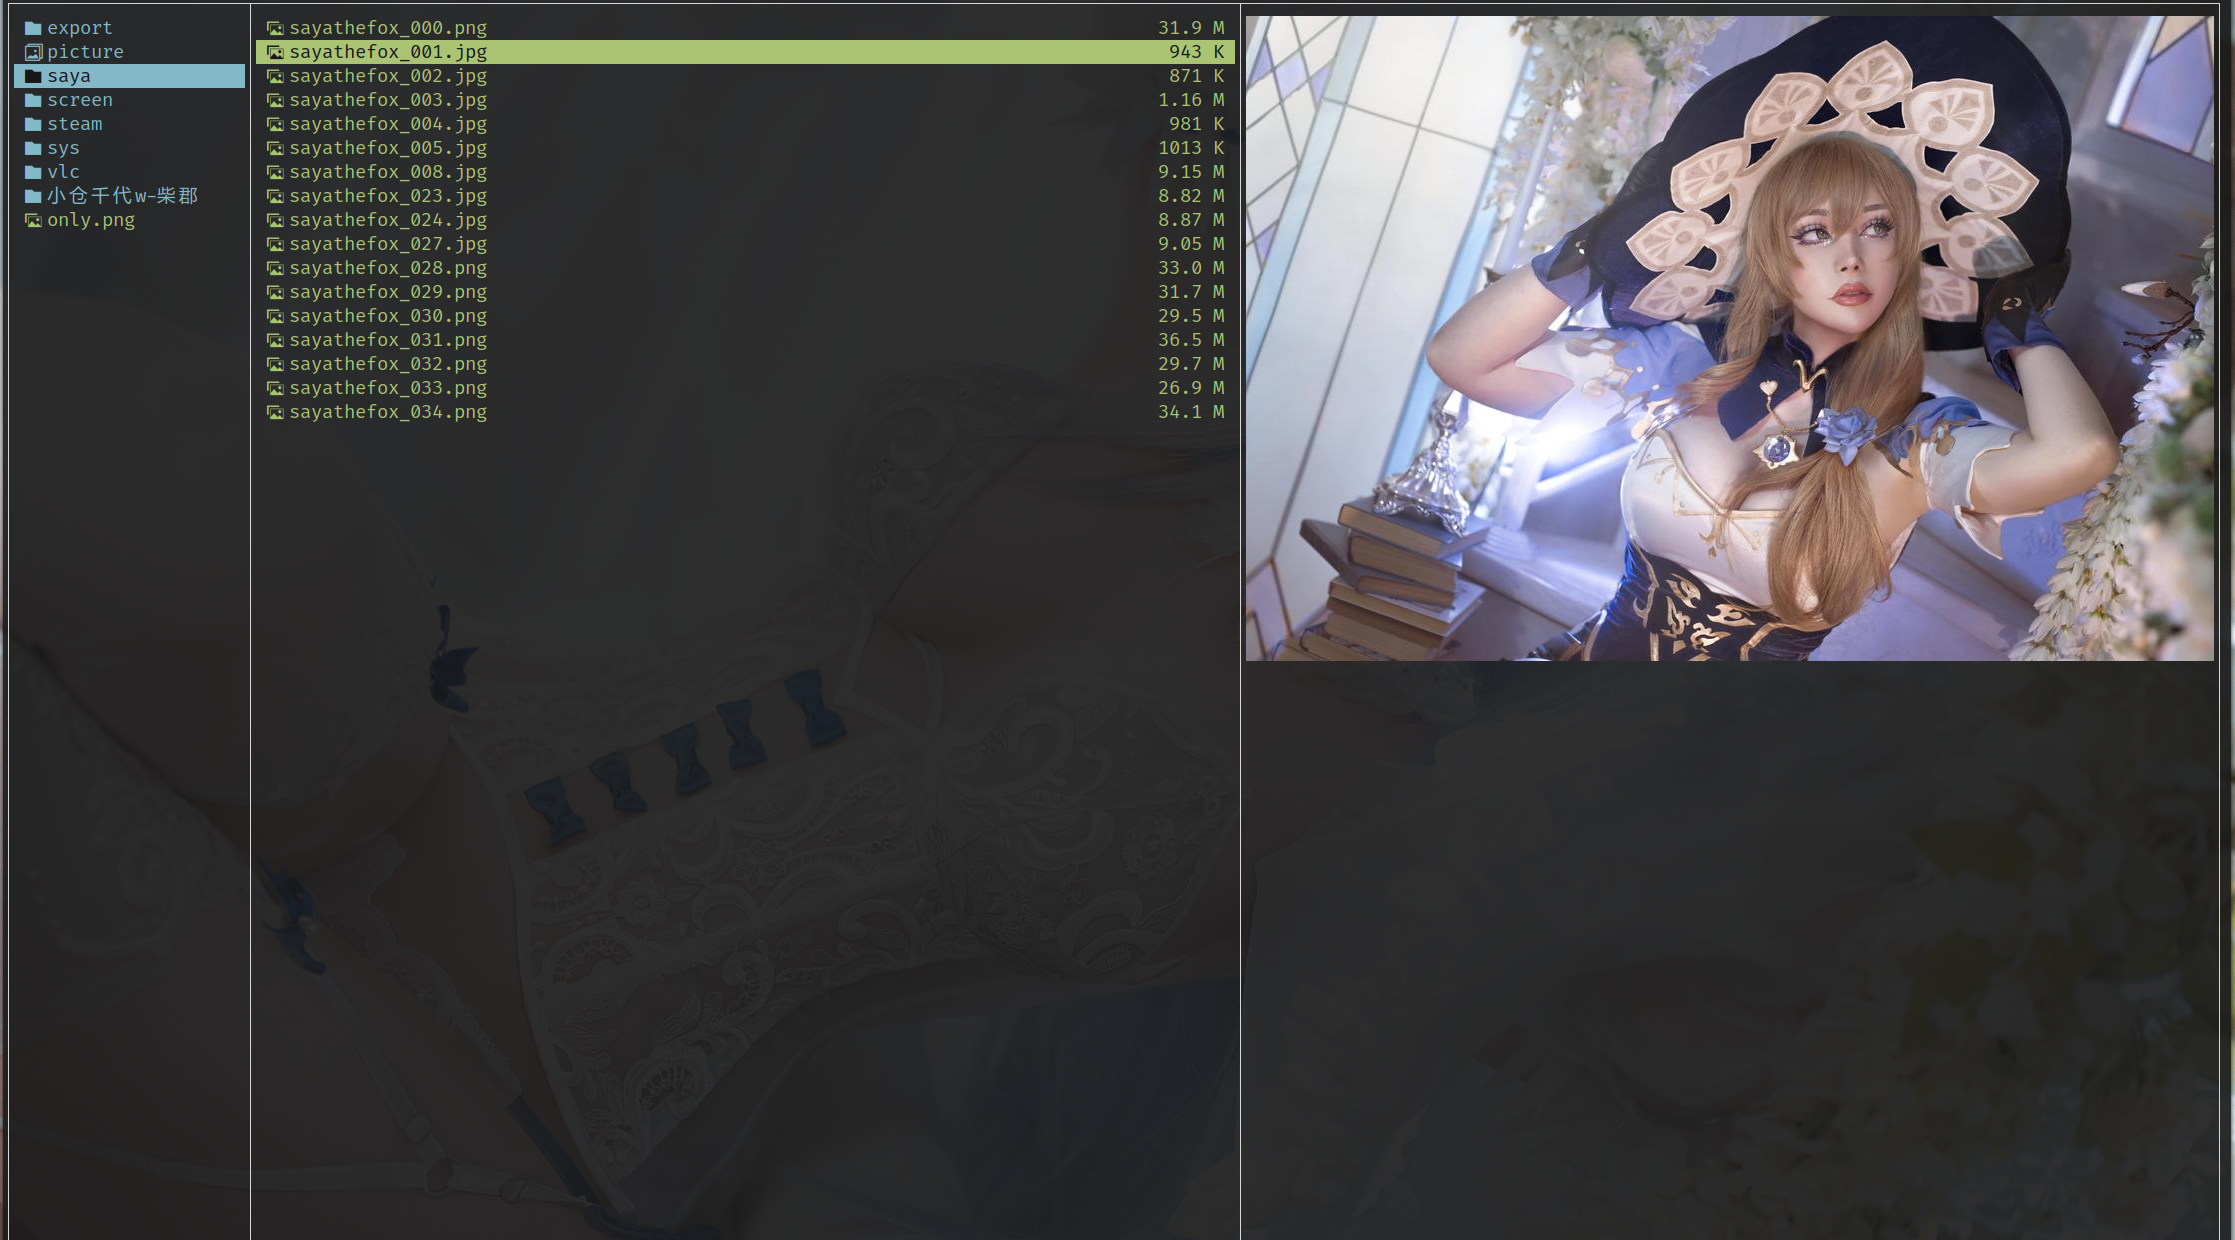 export
picture
saya
screen
steam
sys
vlc
小仓千代w-柴郡
only.png
sayathefox_000.png 31.9 M
sayathefox_001.jpg 943 K
sayathefox_002.jpg 871 K
sayathefox_003.jpg 1.16 M
sayathefox_004.jpg 981 K
sayathefox_005.jpg 1013 K
sayathefox_008.jpg 9.15 M
sayathefox_023.jpg 8.82 M
sayathefox_024.jpg 8.87 M
sayathefox_027.jpg 9.05 M
sayathefox_028.png 33.0 M
sayathefox_029.png 31.7 M
sayathefox_030.png 29.5 M
sayathefox_031.png 36.5 M
sayathefox_032.png 29.7 M
sayathefox_033.png 26.9 M
sayathefox_034.png 34.1 M